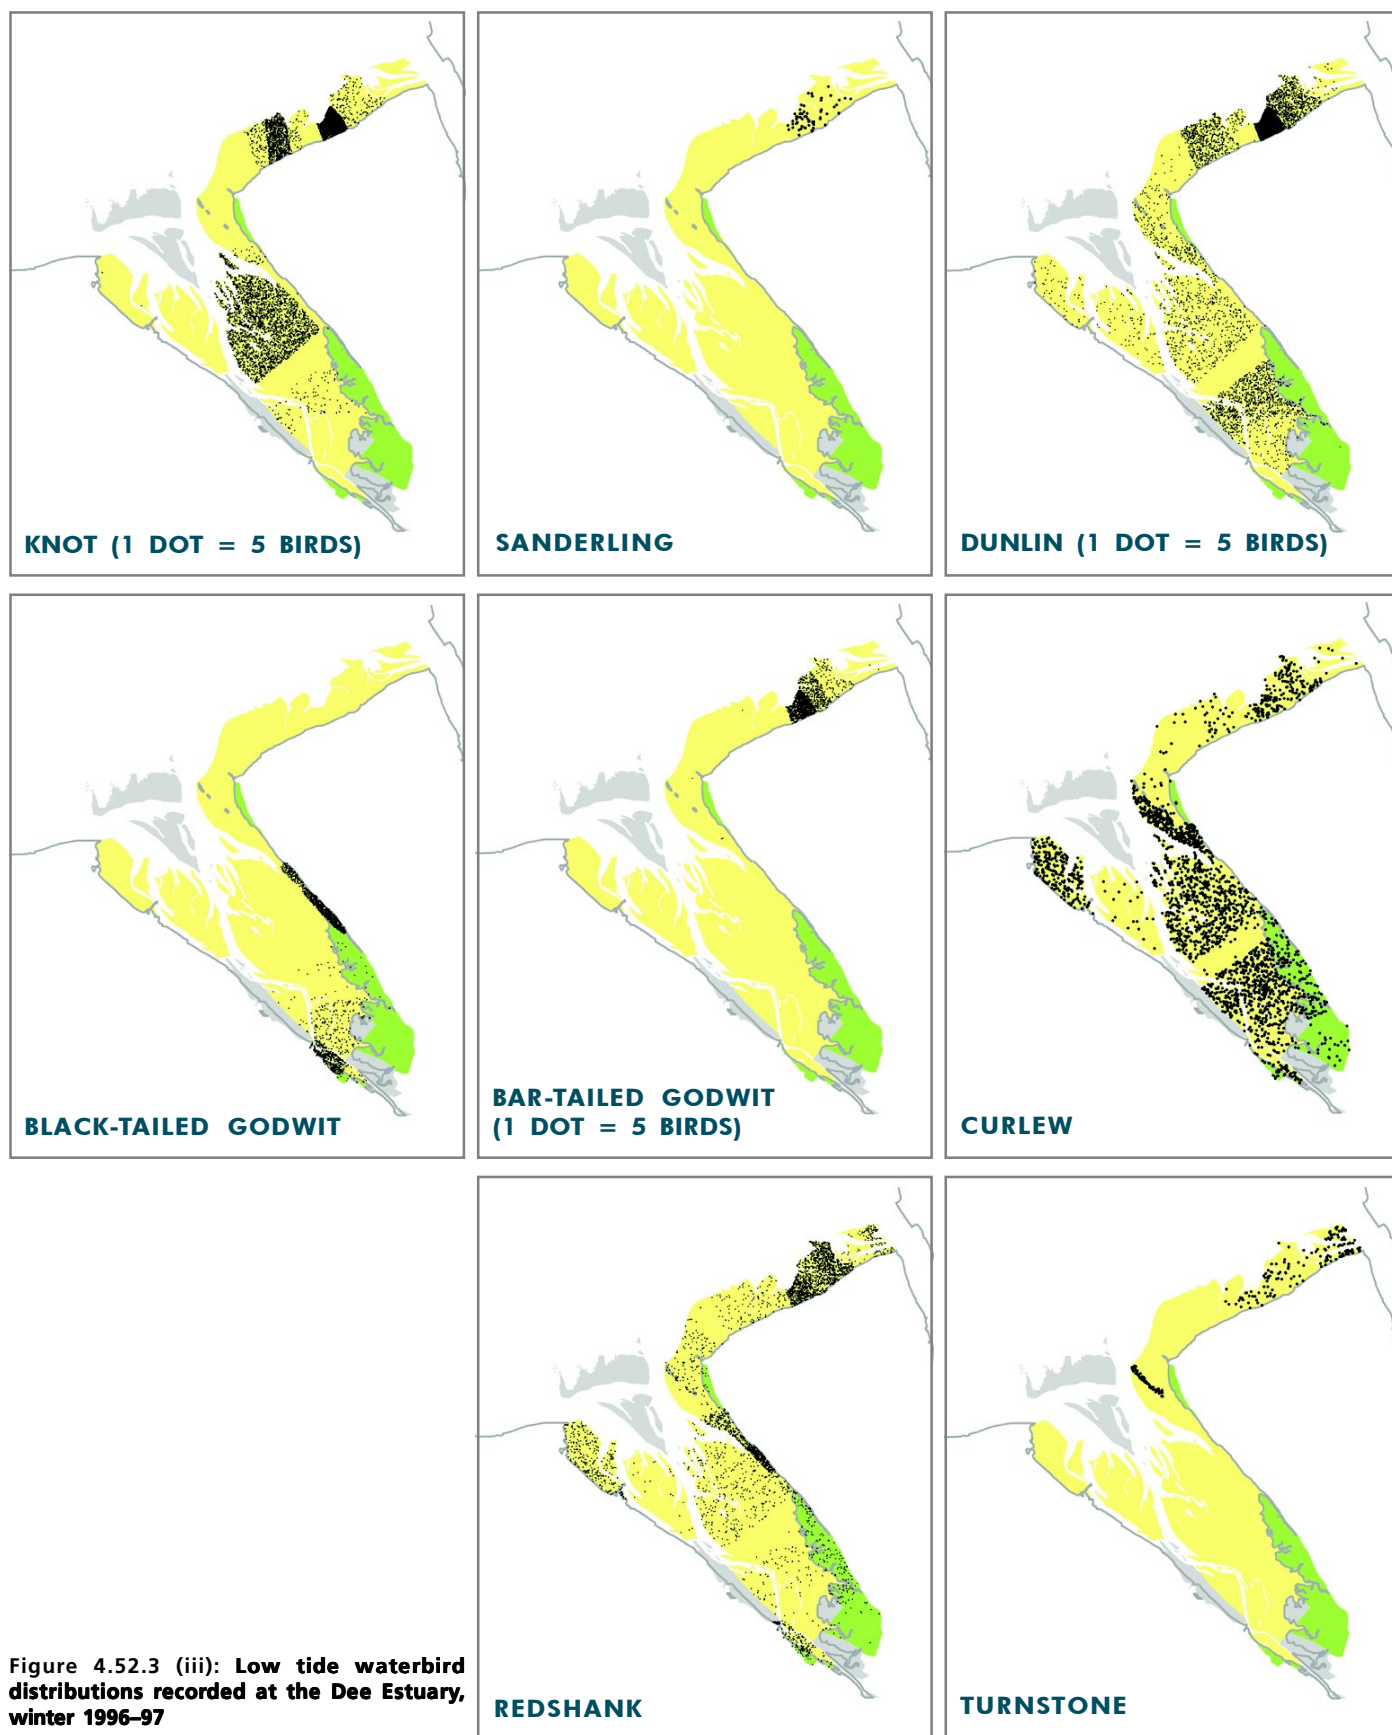 KNOT (1 DOT = 5 BIRDS)
SANDERLING
DUNLIN (1 DOT = 5 BIRDS)
BLACK-TAILED GODWIT
BAR-TAILED GODWIT
(1 DOT = 5 BIRDS)
CURLEW
Figure 4.52.3 (iii): Low tide waterbird
distributions recorded at the Dee Estuary,
winter 1996–97
REDSHANK
TURNSTONE